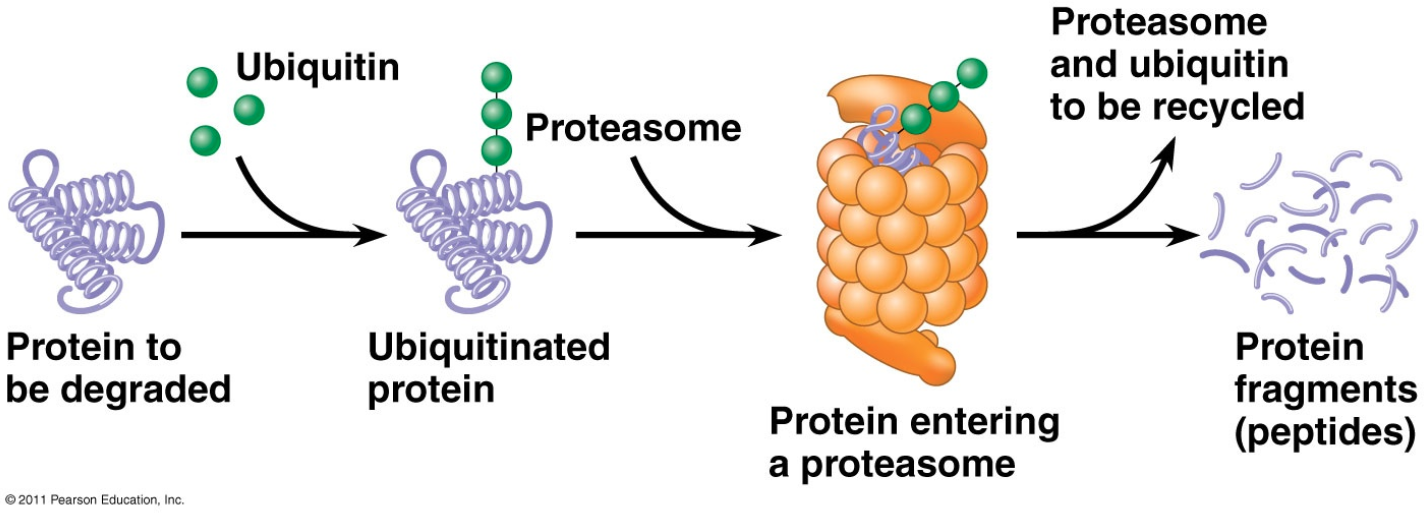 Ubiquitin
Proteasome
Proteasome
and ubiquitin
to be recycled
Protein to
be degraded
Ubiquitinated
protein
Protein entering
a proteasome
Protein
fragments
(peptides)
© 2011 Pearson Education, Inc.